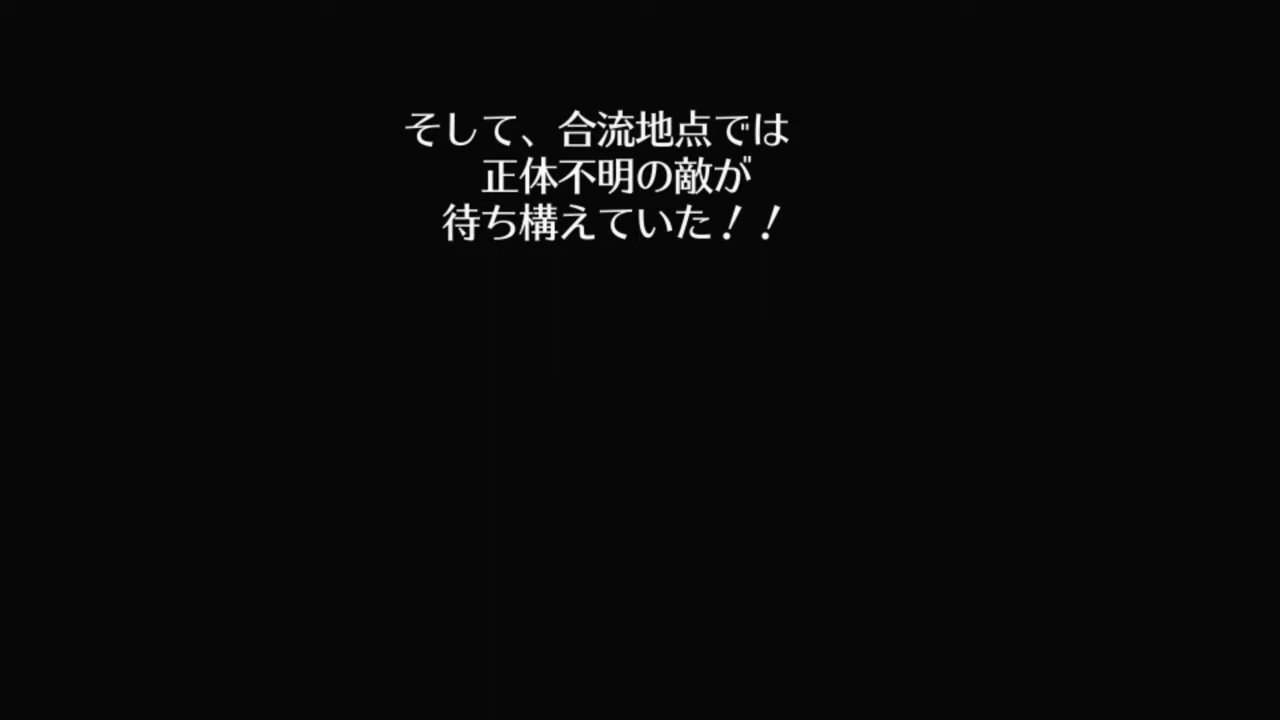 そして、合流地点では
正体不明の敵が
待ち構えていた！！